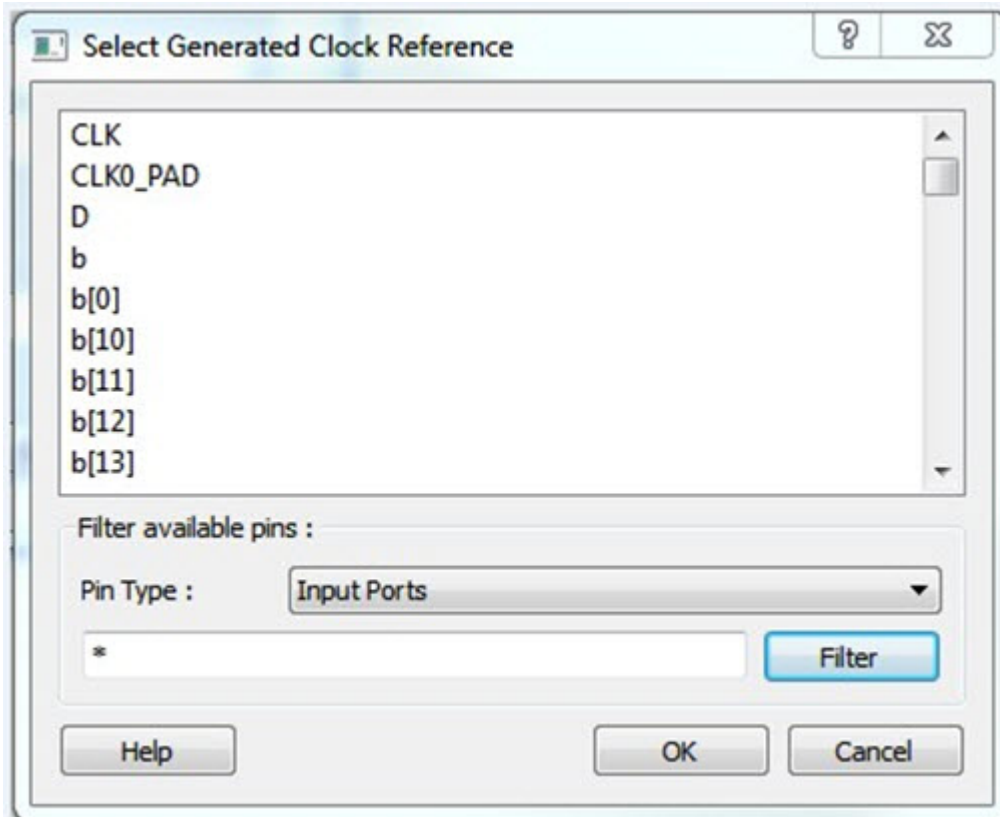 Select Generated Clock Reference
CLK
CLK0_PAD
D
b
b[0]
b[10]
b[11]
b[12]
b[13]
Filter available pins :
Pin Type : Input Ports
* Filter
Help OK Cancel